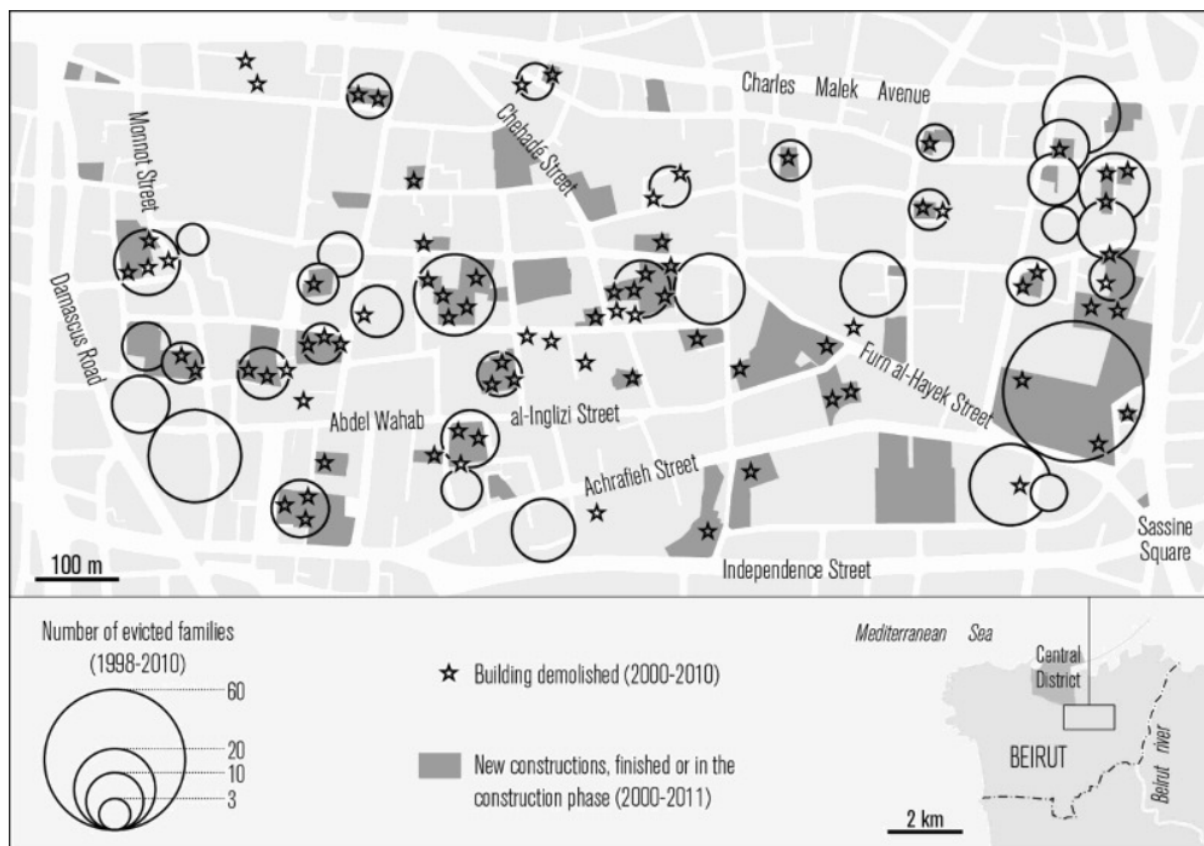 Charles Malek Avenue
Monnot Street
Chehadé Street
Damascus Road
Furn al-Hayek Street
Abdel Wahab al-Inglizi Street
Achrafieh Street
Sassine
Square
100 m
Independence Street
Number of evicted families
(1998-2010)
60
20
10
3
Building demolished (2000-2010)
New constructions, finished or in the
construction phase (2000-2011)
Mediterranean Sea
Central
District
BEIRUT
Beirut river
2 km